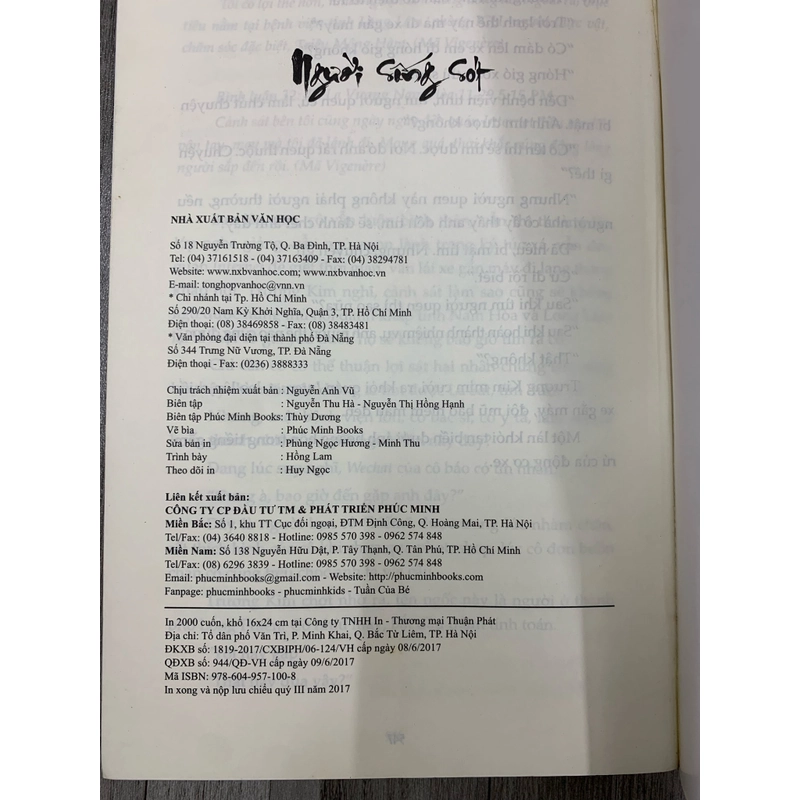 Người sống sót
NHÀ XUẤT BẢN VĂN HỌC
Số 18 Nguyễn Trường Tộ, Q. Ba Đình, TP. Hà Nội
Tel: (04) 37161518 - (04) 37163409 - Fax: (04) 38294781
Website: www.nxbvanhoc.com; www.nxbvanhoc.vn
E-mail: tonghopvanhoc@vnn.vn
* Chi nhánh tại Tp. Hồ Chí Minh
Số 290/20 Nam Kỳ Khởi Nghĩa, Quận 3, TP. Hồ Chí Minh
Điện thoại: (08) 38469858 - Fax: (08) 38483481
* Văn phòng đại diện tại thành phố Đà Nẵng
Số 344 Trưng Nữ Vương, TP. Đà Nẵng
Điện thoại - Fax: (0236) 3888333
Chịu trách nhiệm xuất bản : Nguyễn Anh Vũ
Biên tập : Nguyễn Thu Hà - Nguyễn Thị Hồng Hạnh
Biên tập Phúc Minh Books: Thùy Dương
Vẽ bìa : Phúc Minh Books
Sửa bản in : Phùng Ngọc Hương - Minh Thu
Trình bày : Hồng Lam
Theo dõi in : Huy Ngọc
Liên kết xuất bản:
CÔNG TY CP ĐẦU TƯ TM & PHÁT TRIỂN PHÚC MINH
Miền Bắc: Số 1, khu TT Cục đối ngoại, ĐTM Định Công, Q. Hoàng Mai, TP. Hà Nội
Tel/Fax: (04) 3640 8818 - Hotline: 0985 570 398 - 0962 574 848
Miền Nam: Số 138 Nguyễn Hữu Dật, P. Tây Thạnh, Q. Tân Phú, TP. Hồ Chí Minh
Tel/Fax: (08) 6296 3839 - Hotline: 0985 570 398 - 0962 574 848
Email: phucminhbooks@gmail.com - Website: http://phucminhbooks.com
Fanpage: phucminhbooks - phucminhkids - Tuần Của Bé
In 2000 cuốn, khổ 16x24 cm tại Công ty TNHH In - Thương mại Thuận Phát
Địa chỉ: Tổ dân phố Văn Trì, P. Minh Khai, Q. Bắc Từ Liêm, TP. Hà Nội
ĐKXB số: 1819-2017/CXBIPH/06-124/VH cấp ngày 08/6/2017
QĐXB số: 944/QĐ-VH cấp ngày 09/6/2017
Mã ISBN: 978-604-957-100-8
In xong và nộp lưu chiểu quý III năm 2017